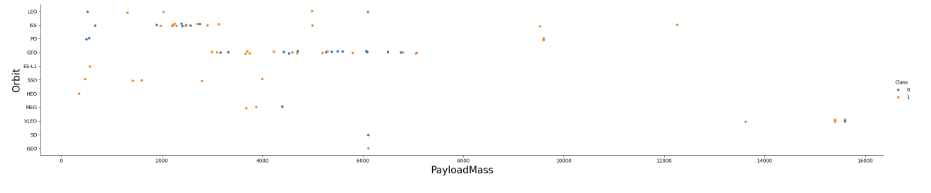 LEO
ISS
PO
GTO
ES-L1
SSO
HEO
MEO
VLEO
SO
GEO
Orbit
0
2000
4000
6000
8000
10000
12000
14000
16000
PayloadMass
Class
0
1